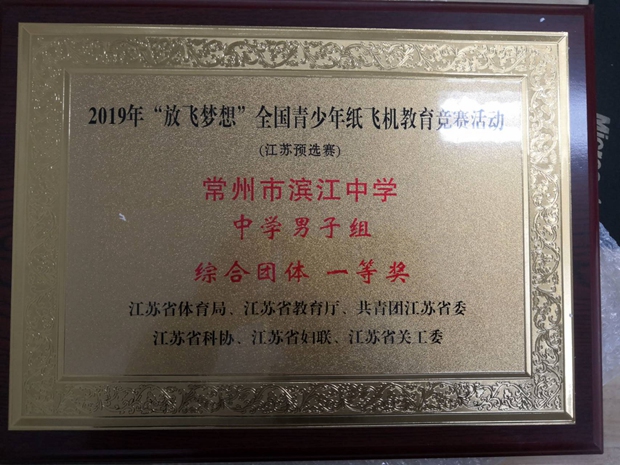 2019年“放飞梦想”全国青少年纸飞机教育竞赛活动
(江苏预选赛)
常州市滨江中学
中学男子组
综合团体 一等奖
江苏省体育局、江苏省教育厅、共青团江苏省委
江苏省科协、江苏省妇联、江苏省关工委